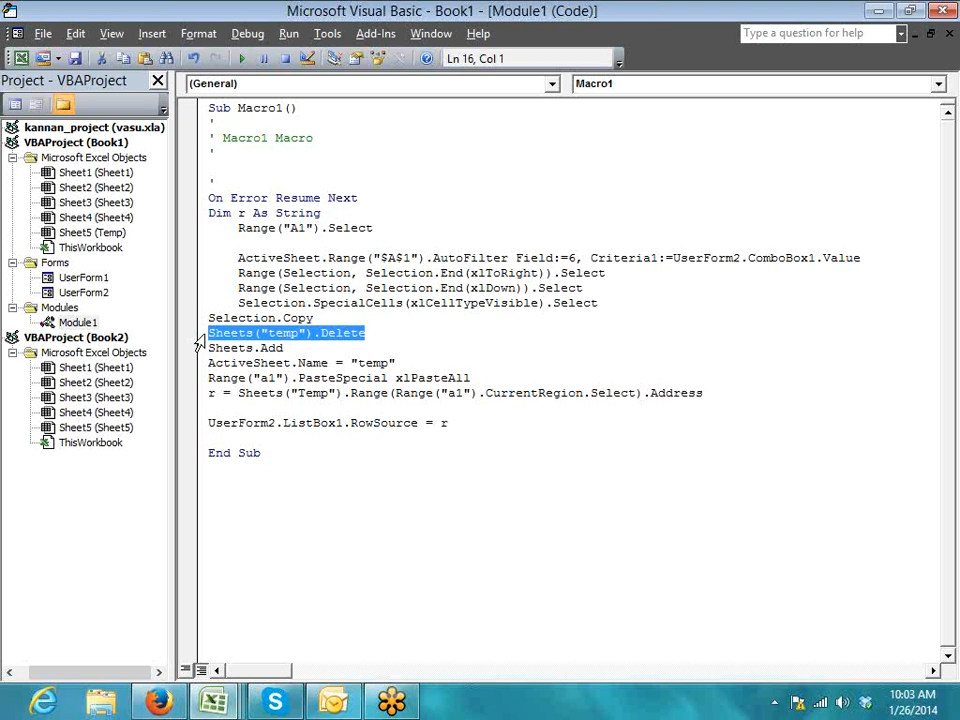 Microsoft Visual Basic - Book1 - [Module1 (Code)]
File Edit View Insert Format Debug Run Tools Add-Ins Window Help
Type a question for help
Ln 16, Col 1
Project - VBAProject
(General)
Macro1
kannan_project (vasu.xla)
VBAProject (Book1)
Microsoft Excel Objects
Sheet1 (Sheet1)
Sheet2 (Sheet2)
Sheet3 (Sheet3)
Sheet4 (Sheet4)
Sheet5 (Temp)
ThisWorkbook
Forms
UserForm1
UserForm2
Modules
Module1
VBAProject (Book2)
Microsoft Excel Objects
Sheet1 (Sheet1)
Sheet2 (Sheet2)
Sheet3 (Sheet3)
Sheet4 (Sheet4)
Sheet5 (Sheet5)
ThisWorkbook
Sub Macro1()
'
' Macro1 Macro
'
'
On Error Resume Next
Dim r As String
Range("A1").Select
ActiveSheet.Range("$A$1").AutoFilter Field:=6, Criteria1:=UserForm2.ComboBox1.Value
Range(Selection, Selection.End(xlToRight)).Select
Range(Selection, Selection.End(xlDown)).Select
Selection.SpecialCells(xlCellTypeVisible).Select
Selection.Copy
Sheets("temp").Delete
Sheets.Add
ActiveSheet.Name = "temp"
Range("a1").PasteSpecial xlPasteAll
r = Sheets("Temp").Range(Range("a1").CurrentRegion.Select).Address
UserForm2.ListBox1.RowSource = r
End Sub
10:03 AM
1/26/2014